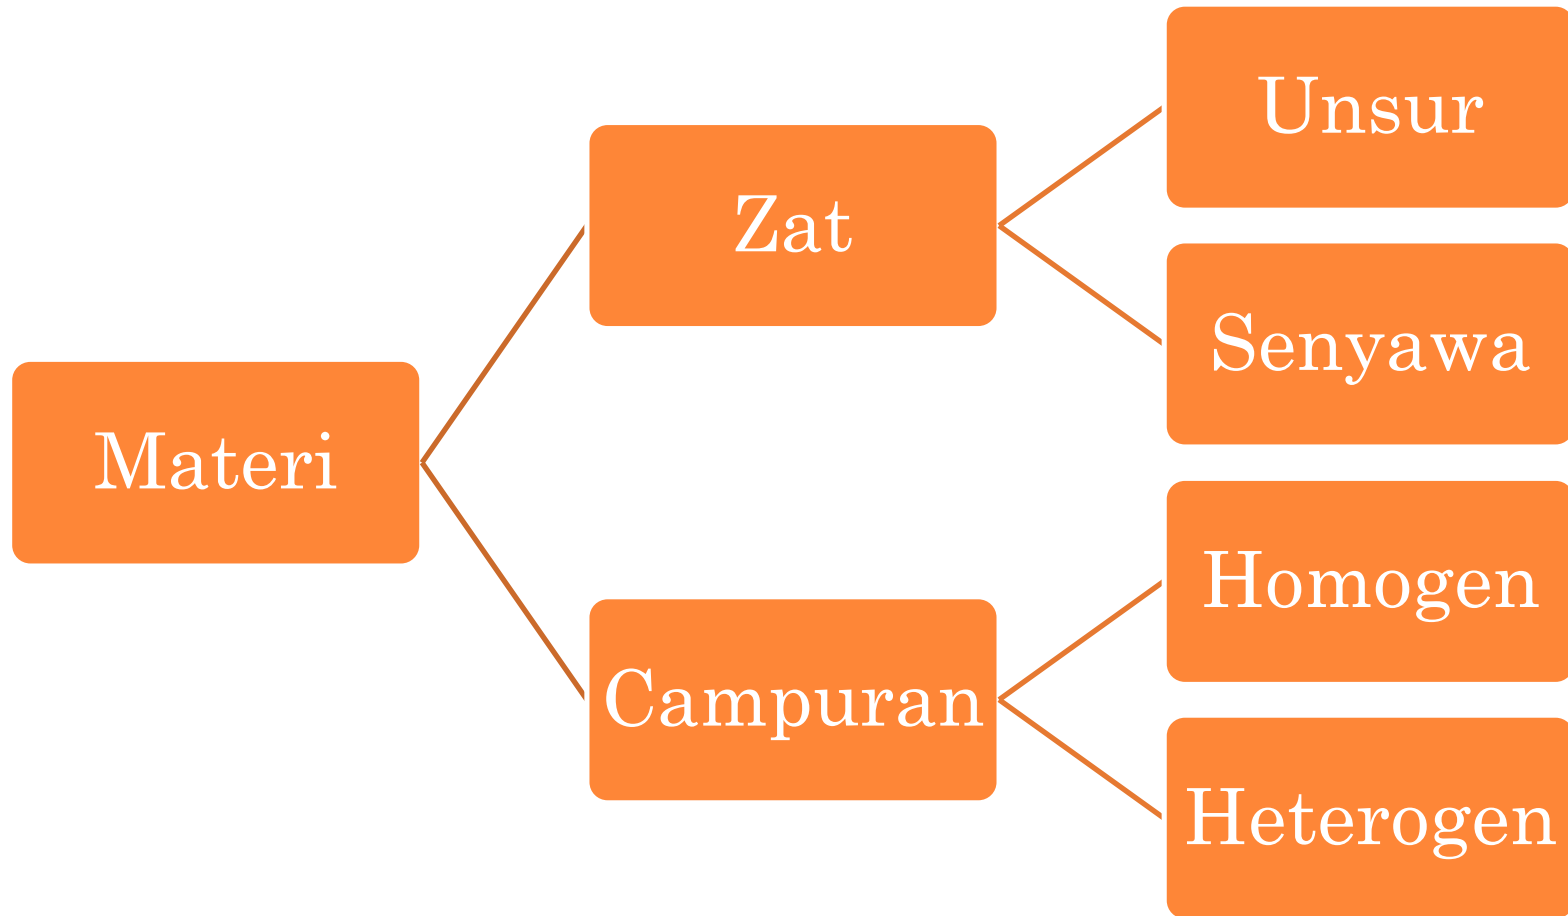 Materi
Zat
Unsur
Senyawa
Campuran
Homogen
Heterogen